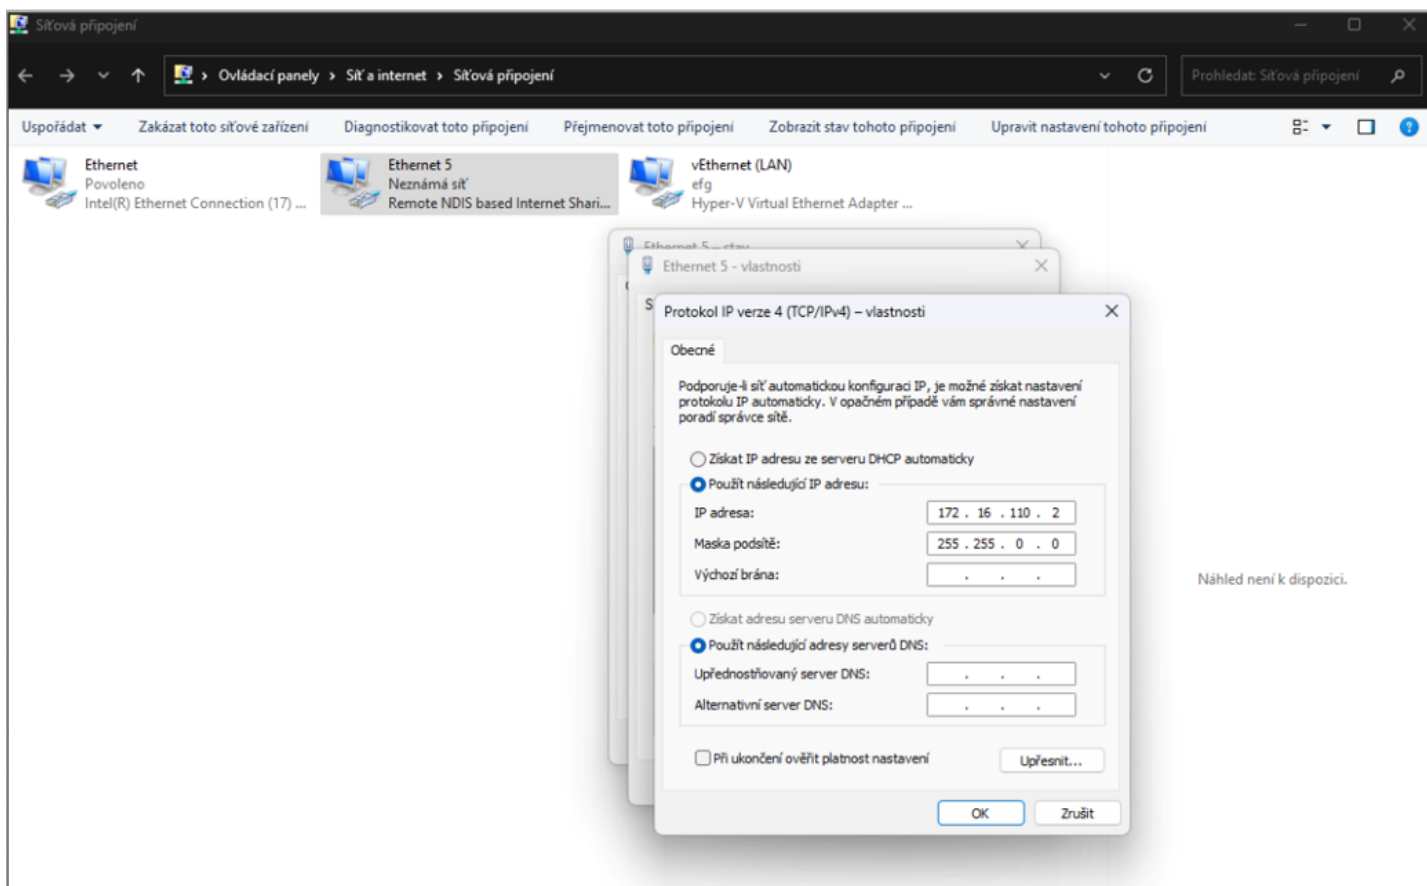 Síťová připojení
Ovládací panely > Síť a internet > Síťová připojení
Prohledat: Síťová připojení
Uspořádat
Zakázat toto síťové zařízení
Diagnostikovat toto připojení
Přejmenovat toto připojení
Zobrazit stav tohoto připojení
Upravit nastavení tohoto připojení
Ethernet
Povoleno
Intel(R) Ethernet Connection (17) ...
Ethernet 5
Neznámá síť
Remote NDIS based Internet Shari...
vEthernet (LAN)
efg
Hyper-V Virtual Ethernet Adapter ...
Ethernet 5 – stav
Ethernet 5 - vlastnosti
Protokol IP verze 4 (TCP/IPv4) – vlastnosti
Obecné
Podporuje-li síť automatickou konfiguraci IP, je možné získat nastavení
protokolu IP automaticky. V opačném případě vám správné nastavení
poradí správce sítě.
Získat IP adresu ze serveru DHCP automaticky
Použít následující IP adresu:
IP adresa: 172 . 16 . 110 . 2
Maska podsítě: 255 . 255 . 0 . 0
Výchozí brána: . . .
Získat adresu serveru DNS automaticky
Použít následující adresy serverů DNS:
Upřednostňovaný server DNS: . . .
Alternativní server DNS: . . .
Při ukončení ověřit platnost nastavení
Upřesnit...
OK
Zrušit
Náhled není k dispozici.